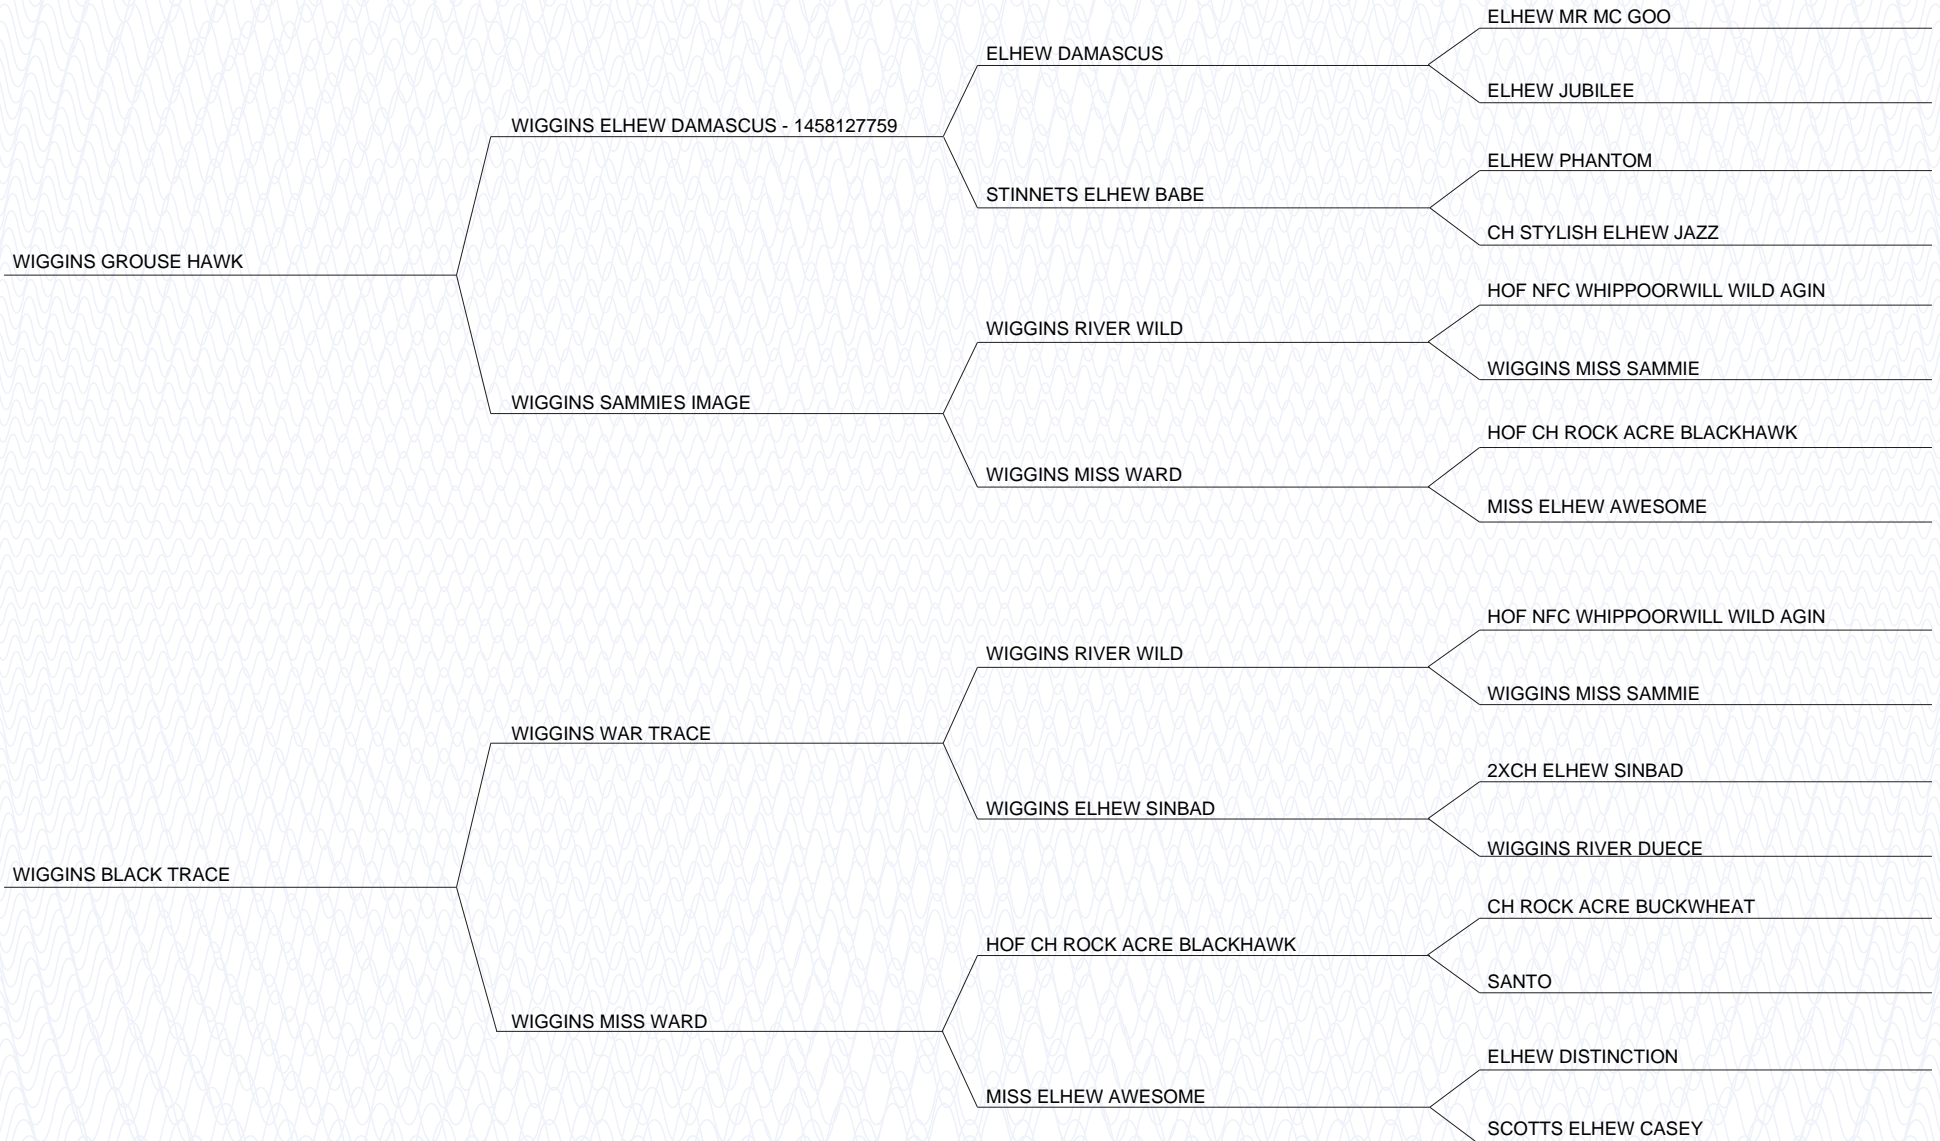 ELHEW MR MC GOO
ELHEW DAMASCUS
ELHEW JUBILEE
WIGGINS ELHEW DAMASCUS - 1458127759
ELHEW PHANTOM
STINNETS ELHEW BABE
CH STYLISH ELHEW JAZZ
WIGGINS GROUSE HAWK
HOF NFC WHIPPOORWILL WILD AGIN
WIGGINS RIVER WILD
WIGGINS MISS SAMMIE
WIGGINS SAMMIES IMAGE
HOF CH ROCK ACRE BLACKHAWK
WIGGINS MISS WARD
MISS ELHEW AWESOME
HOF NFC WHIPPOORWILL WILD AGIN
WIGGINS RIVER WILD
WIGGINS MISS SAMMIE
WIGGINS WAR TRACE
2XCH ELHEW SINBAD
WIGGINS ELHEW SINBAD
WIGGINS RIVER DUECE
WIGGINS BLACK TRACE
CH ROCK ACRE BUCKWHEAT
HOF CH ROCK ACRE BLACKHAWK
SANTO
WIGGINS MISS WARD
ELHEW DISTINCTION
MISS ELHEW AWESOME
SCOTTS ELHEW CASEY